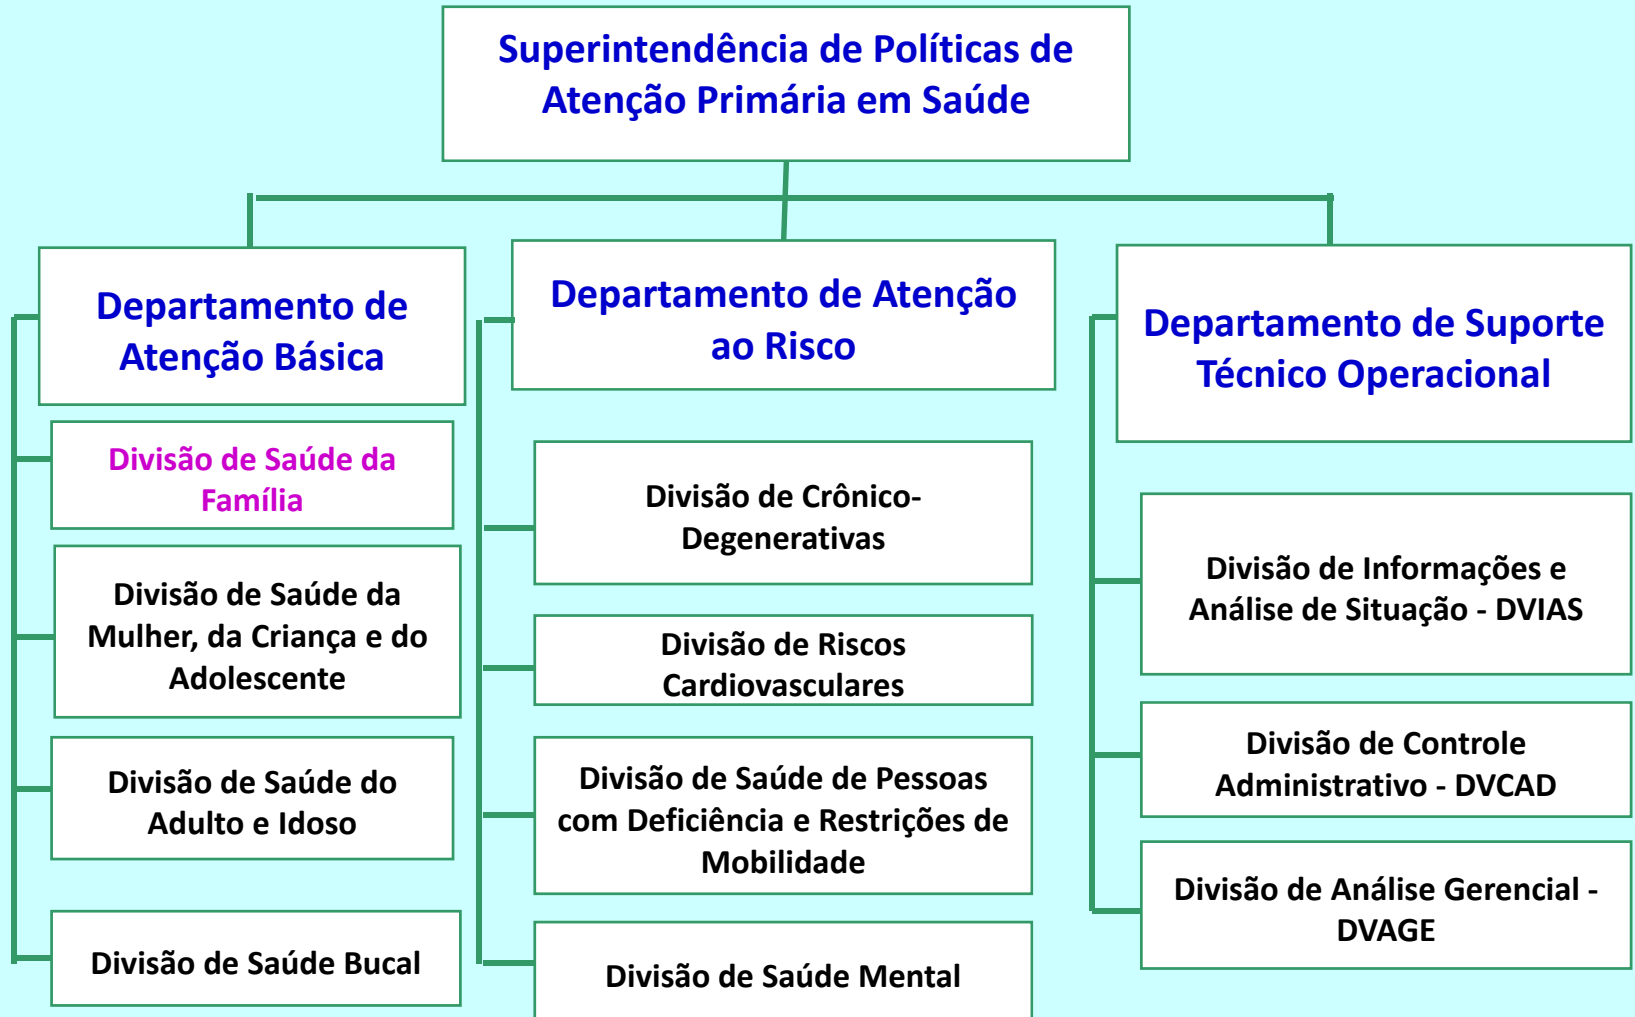 Superintendência de Políticas de
Atenção Primária em Saúde
Departamento de
Atenção Básica
Divisão de Saúde da
Família
Divisão de Saúde da
Mulher, da Criança e do
Adolescente
Divisão de Saúde do
Adulto e Idoso
Divisão de Saúde Bucal
Departamento de Atenção
ao Risco
Divisão de Crônico-
Degenerativas
Divisão de Riscos
Cardiovasculares
Divisão de Saúde de Pessoas
com Deficiência e Restrições de
Mobilidade
Divisão de Saúde Mental
Departamento de Suporte
Técnico Operacional
Divisão de Informações e
Análise de Situação - DVIAS
Divisão de Controle
Administrativo - DVCAD
Divisão de Análise Gerencial -
DVAGE